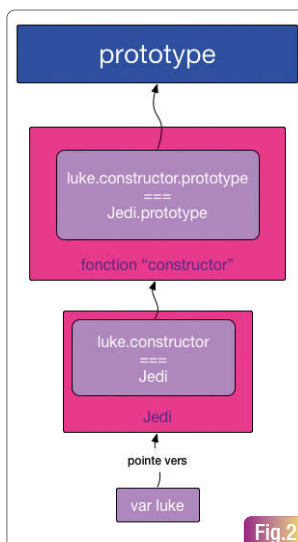 prototype
luke.constructor.prototype
===
Jedi.prototype
fonction “constructor”
luke.constructor
===
Jedi
Jedi
pointe vers
var luke
Fig.2